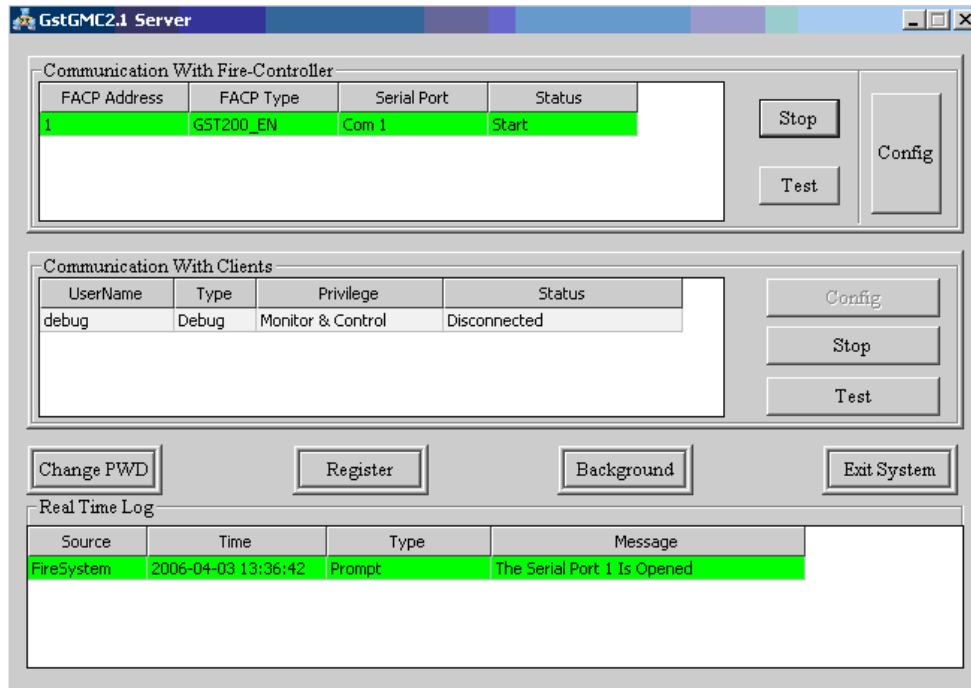 GstGMC2.1 Server
Communication With Fire-Controller
FACP Address FACP Type Serial Port Status
1 GST200_EN Com 1 Start
Stop
Test
Config
Communication With Clients
UserName Type Privilege Status
debug Debug Monitor & Control Disconnected
Config
Stop
Test
Change PWD Register Background Exit System
Real Time Log
Source Time Type Message
FireSystem 2006-04-03 13:36:42 Prompt The Serial Port 1 Is Opened